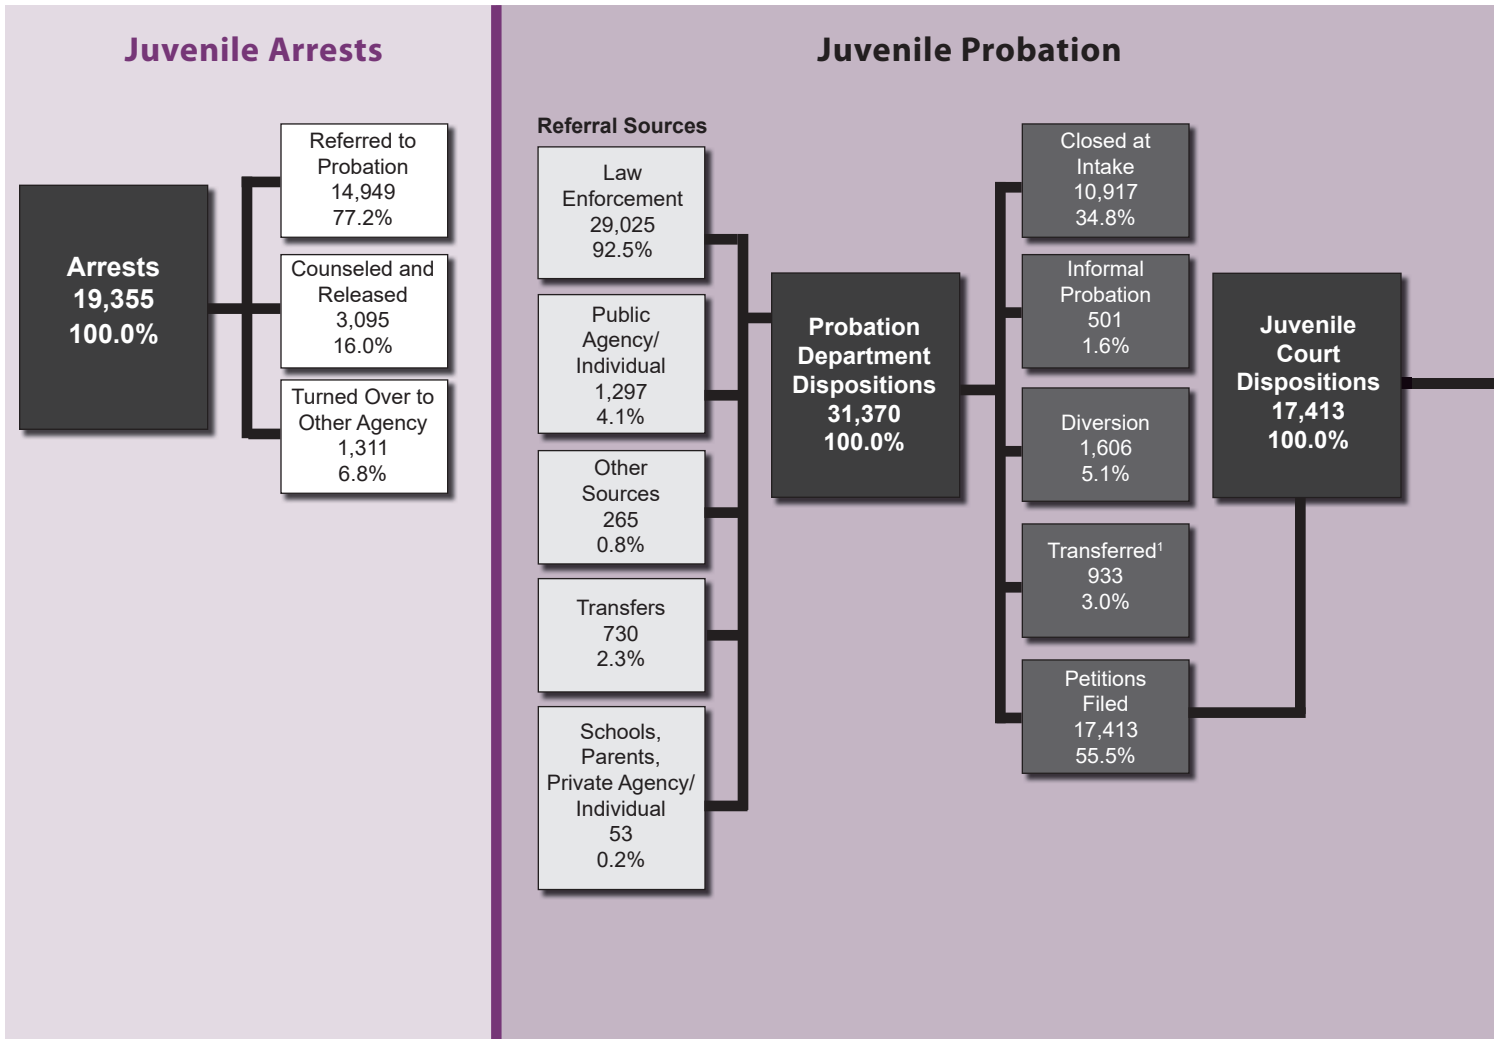 Juvenile Arrests
Arrests
19,355
100.0%
Referred to
Probation
14,949
77.2%
Counseled and
Released
3,095
16.0%
Turned Over to
Other Agency
1,311
6.8%
Juvenile Probation
Referral Sources
Law
Enforcement
29,025
92.5%
Public
Agency/
Individual
1,297
4.1%
Other
Sources
265
0.8%
Transfers
730
2.3%
Schools,
Parents,
Private Agency/
Individual
53
0.2%
Probation
Department
Dispositions
31,370
100.0%
Closed at
Intake
10,917
34.8%
Informal
Probation
501
1.6%
Diversion
1,606
5.1%
Transferred¹
933
3.0%
Petitions
Filed
17,413
55.5%
Juvenile
Court
Dispositions
17,413
100.0%